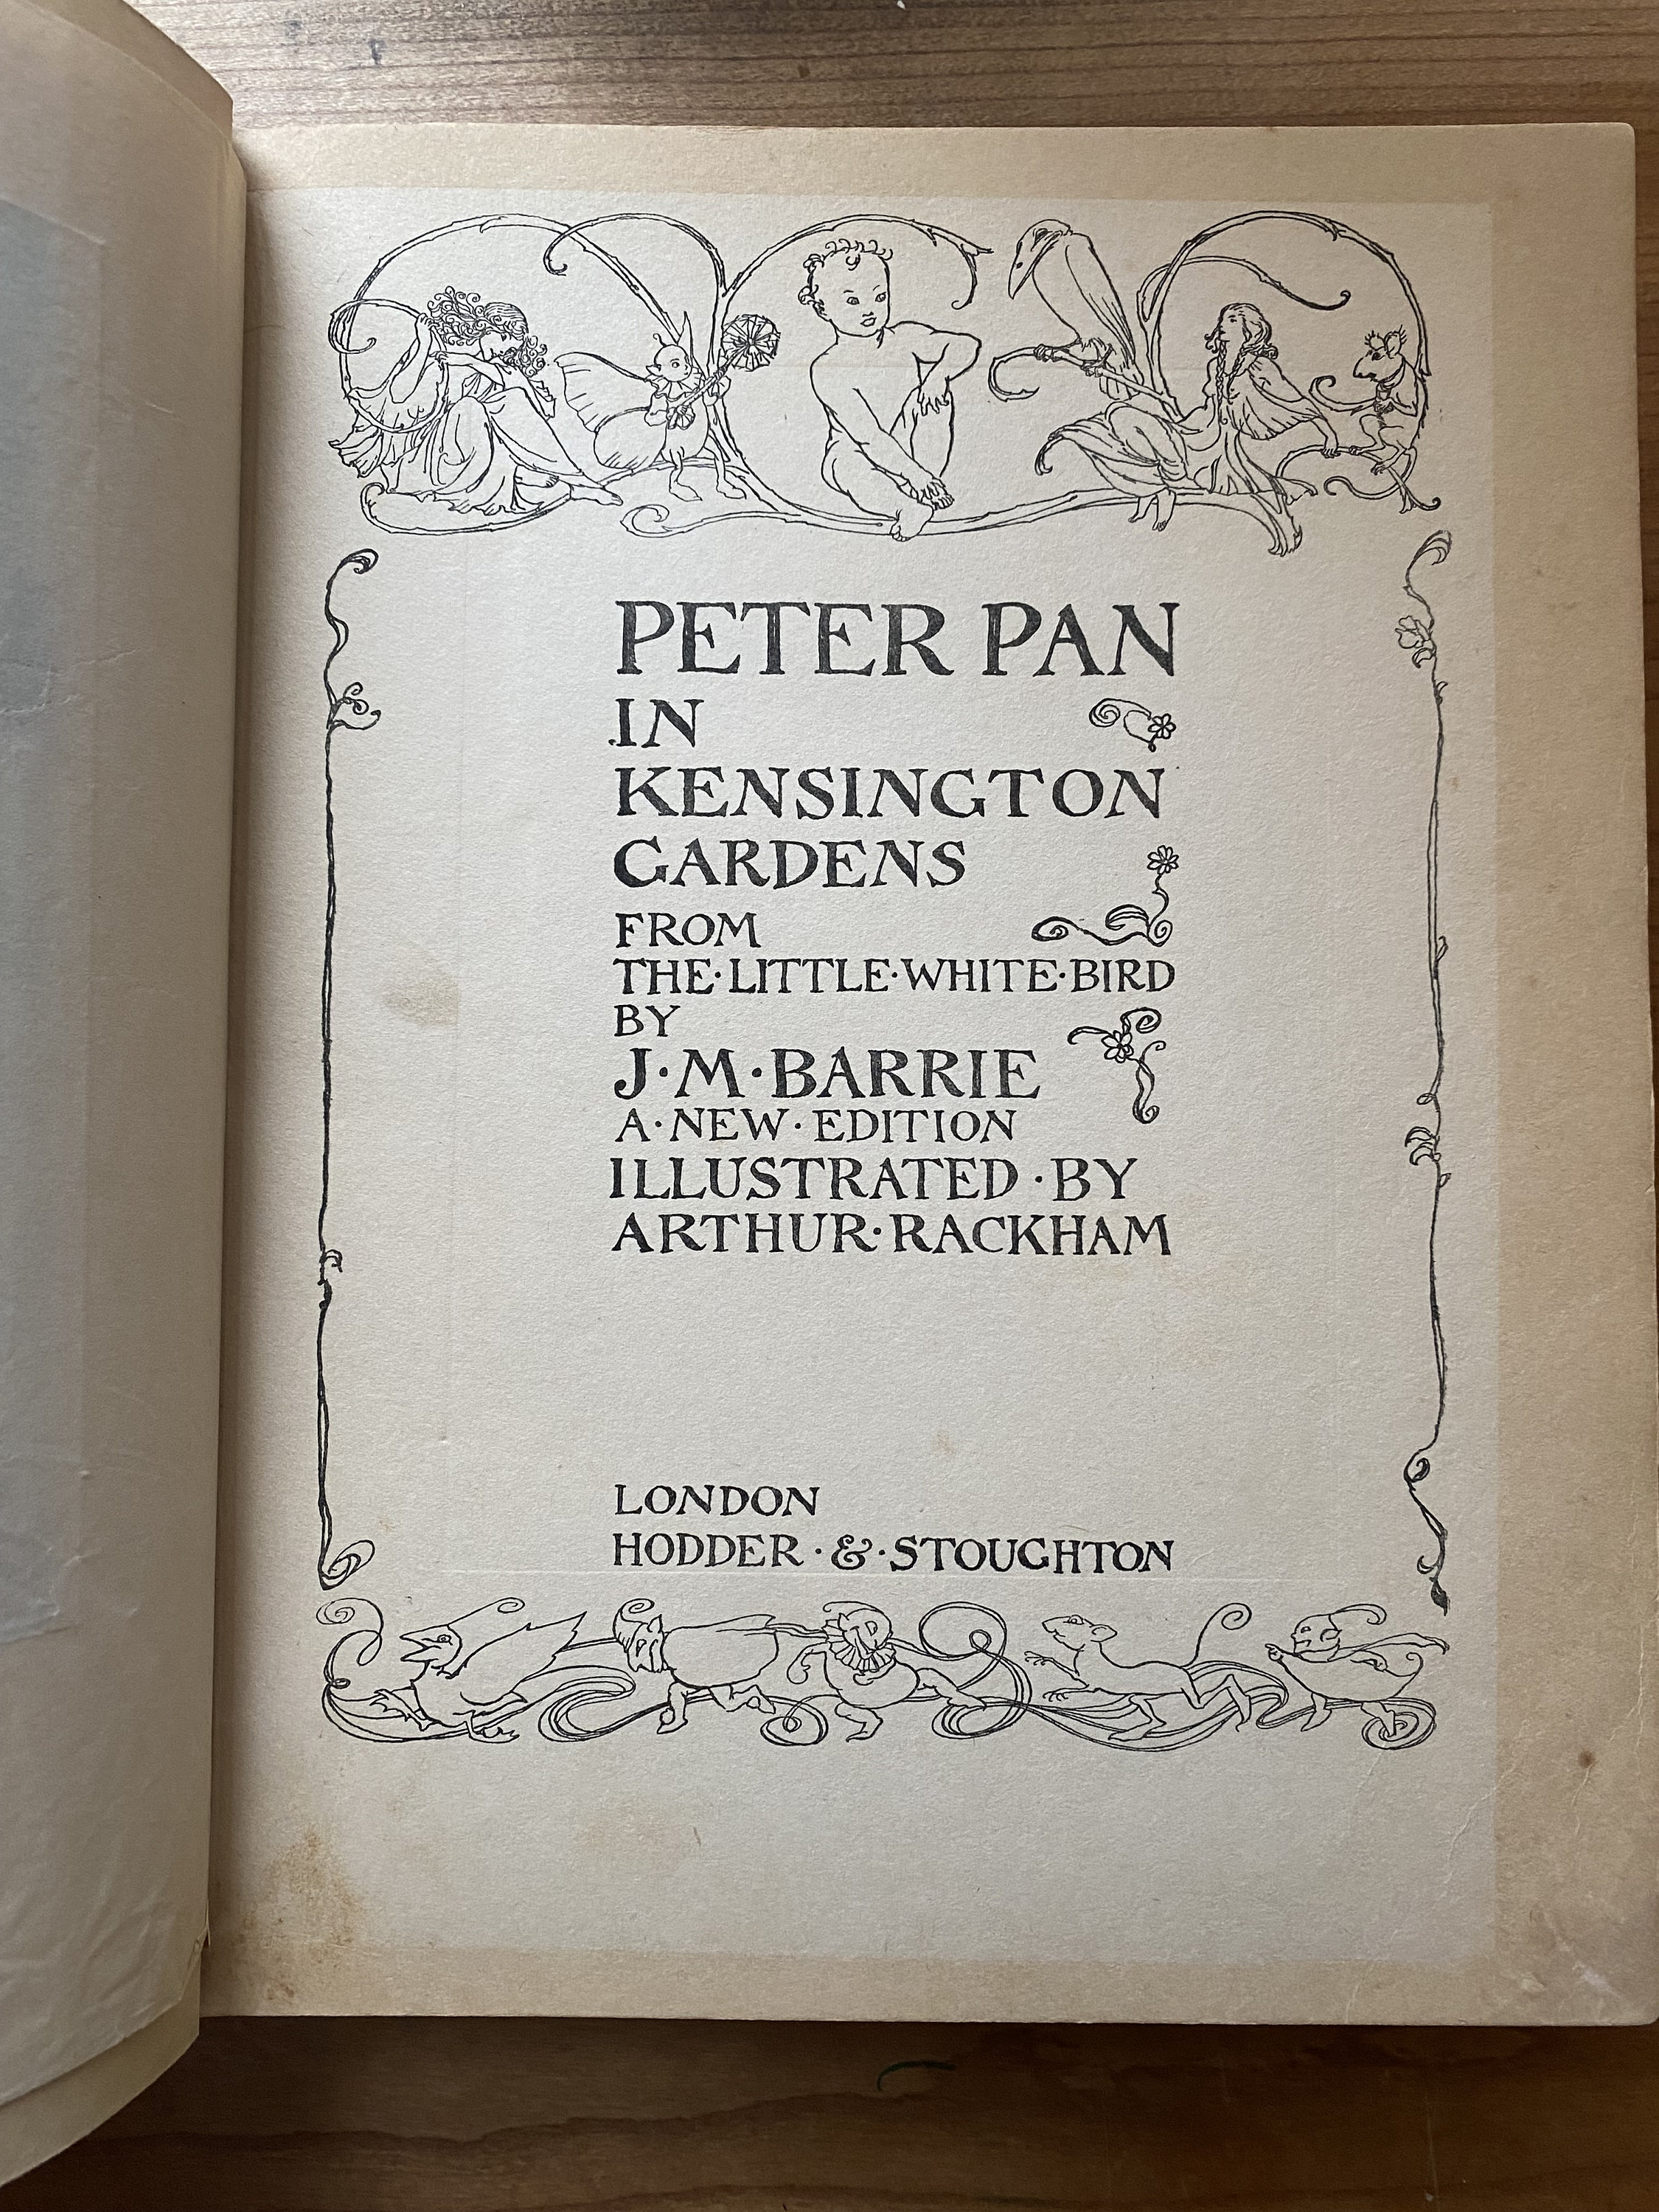 PETER PAN
IN
KENSINGTON
GARDENS
FROM
THE·LITTLE·WHITE·BIRD
BY
J·M·BARRIE
A·NEW·EDITION
ILLUSTRATED·BY
ARTHUR·RACKHAM
LONDON
HODDER·&·STOUGHTON